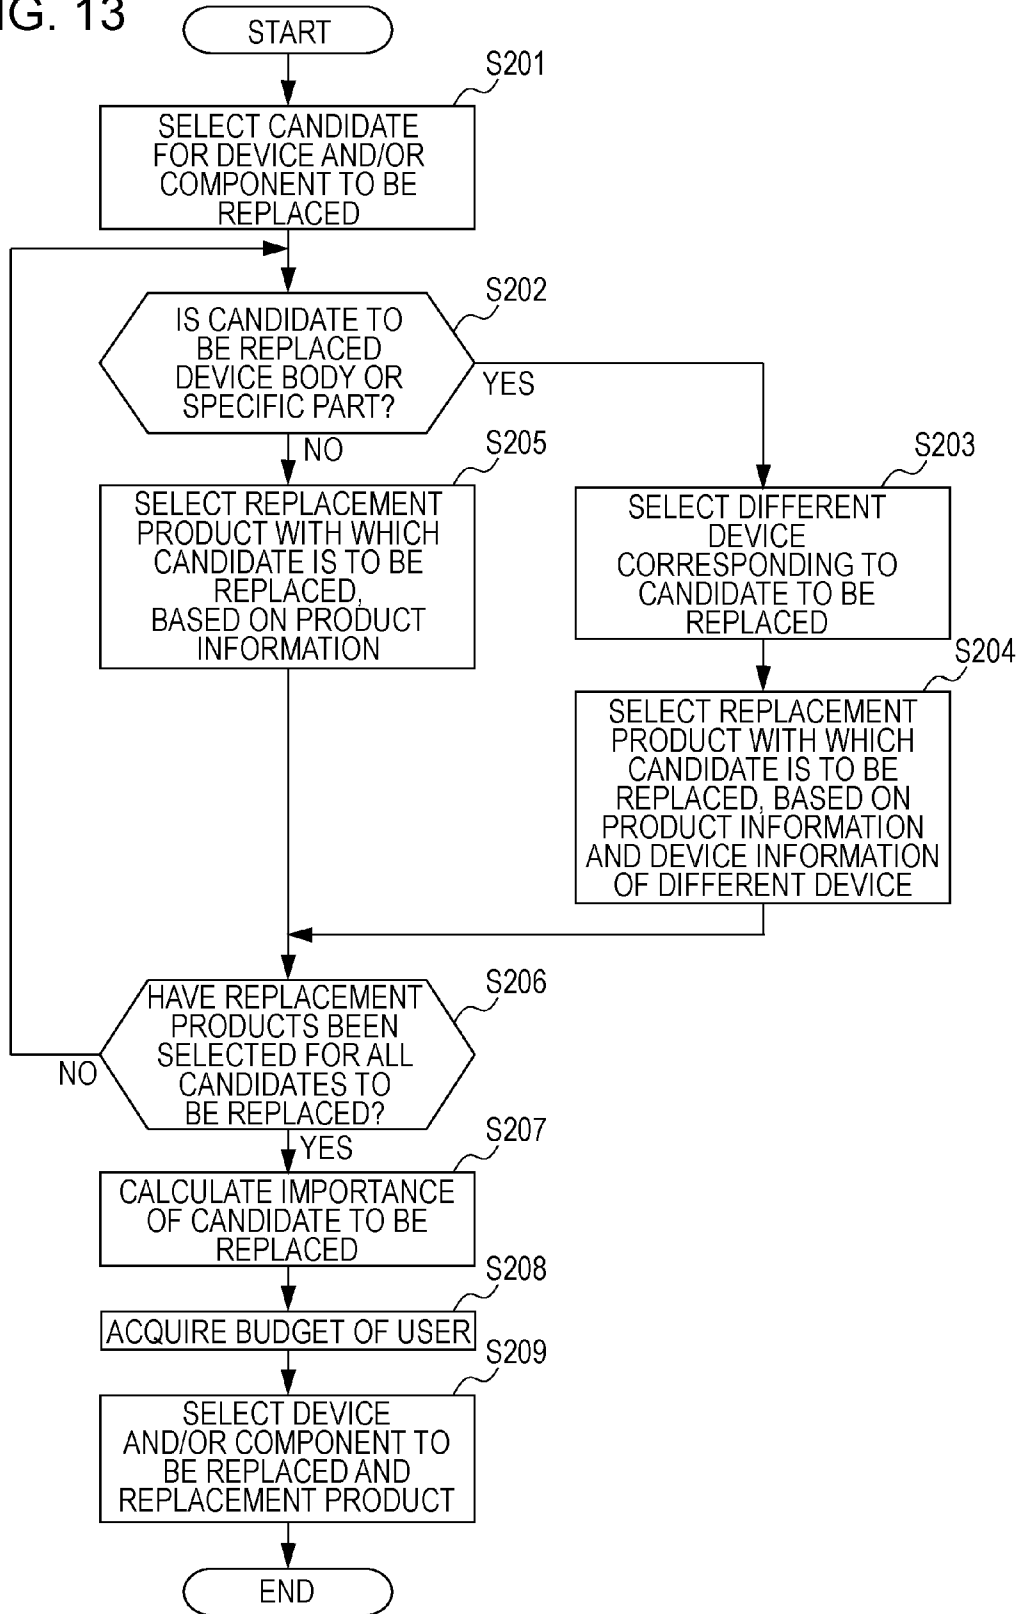 IG. 13
START
S201
SELECT CANDIDATE
FOR DEVICE AND/OR
COMPONENT TO BE
REPLACED
S202
IS CANDIDATE TO
BE REPLACED
DEVICE BODY OR
SPECIFIC PART?
YES
NO
S205
SELECT REPLACEMENT
PRODUCT WITH WHICH
CANDIDATE IS TO BE
REPLACED,
BASED ON PRODUCT
INFORMATION
S203
SELECT DIFFERENT
DEVICE
CORRESPONDING TO
CANDIDATE TO BE
REPLACED
S204
SELECT REPLACEMENT
PRODUCT WITH WHICH
CANDIDATE IS TO BE
REPLACED, BASED ON
PRODUCT INFORMATION
AND DEVICE INFORMATION
OF DIFFERENT DEVICE
S206
HAVE REPLACEMENT
PRODUCTS BEEN
SELECTED FOR ALL
CANDIDATES TO
BE REPLACED?
NO
YES
S207
CALCULATE IMPORTANCE
OF CANDIDATE TO BE
REPLACED
S208
ACQUIRE BUDGET OF USER
S209
SELECT DEVICE
AND/OR COMPONENT TO
BE REPLACED AND
REPLACEMENT PRODUCT
END